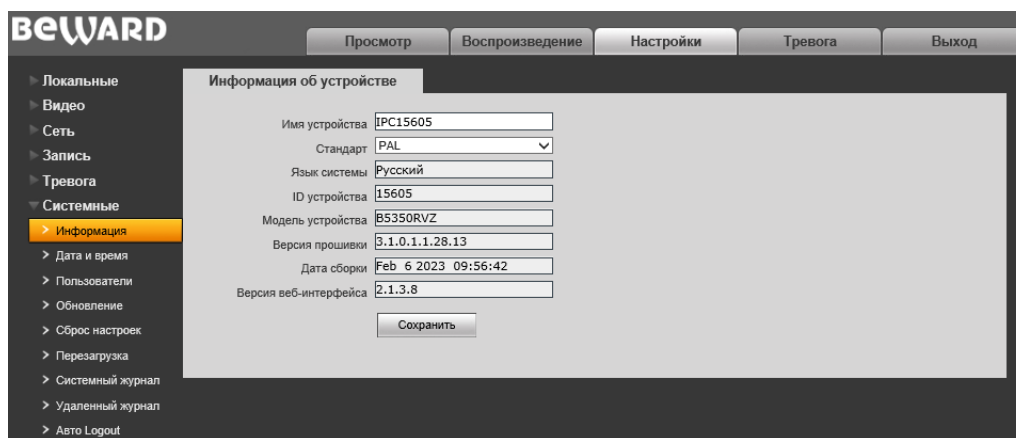 BEWARD
Просмотр
Воспроизведение
Настройки
Тревога
Выход
Локальные
Видео
Сеть
Запись
Тревога
Системные
Информация
Дата и время
Пользователи
Обновление
Сброс настроек
Перезагрузка
Системный журнал
Удаленный журнал
Авто Logout
Информация об устройстве
Имя устройства IPC15605
Стандарт PAL
Язык системы Русский
ID устройства 15605
Модель устройства B5350RVZ
Версия прошивки 3.1.0.1.1.28.13
Дата сборки Feb 6 2023 09:56:42
Версия веб-интерфейса 2.1.3.8
Сохранить